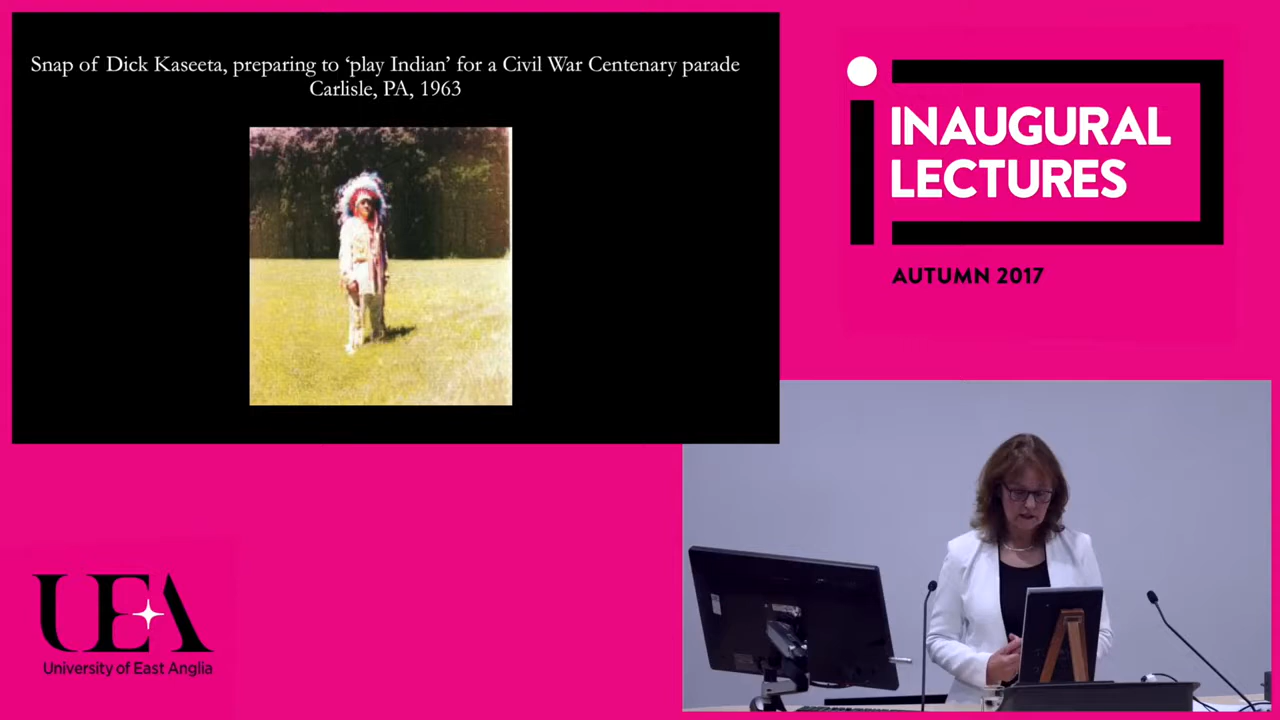 Snap of Dick Kaseeta, preparing to ‘play Indian’ for a Civil War Centenary parade
Carlisle, PA, 1963
INAUGURAL
LECTURES
AUTUMN 2017
UEA
University of East Anglia